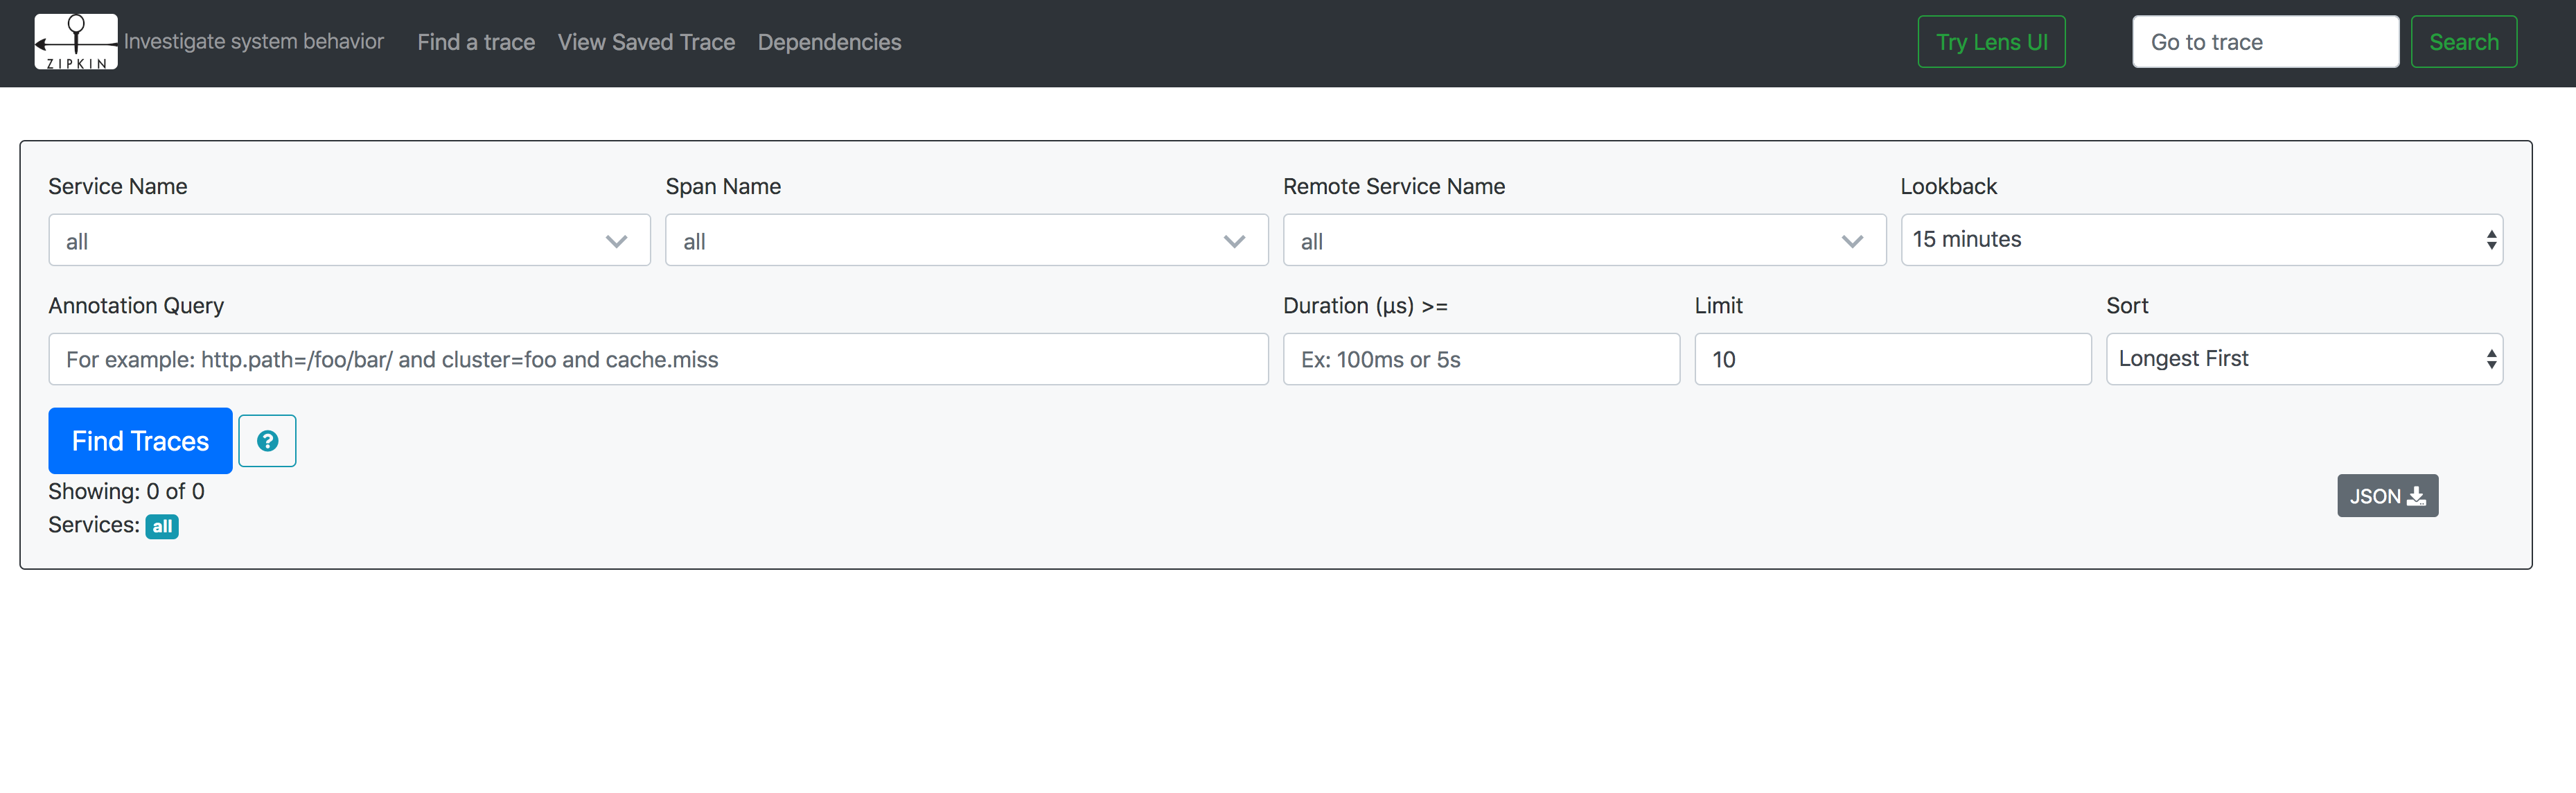 ZIPKIN Investigate system behavior Find a trace View Saved Trace Dependencies Try Lens UI Go to trace Search
Service Name Span Name Remote Service Name Lookback
all all all 15 minutes
Annotation Query Duration (μs) >= Limit Sort
For example: http.path=/foo/bar/ and cluster=foo and cache.miss Ex: 100ms or 5s 10 Longest First
Find Traces ?
Showing: 0 of 0
JSON
Services: all